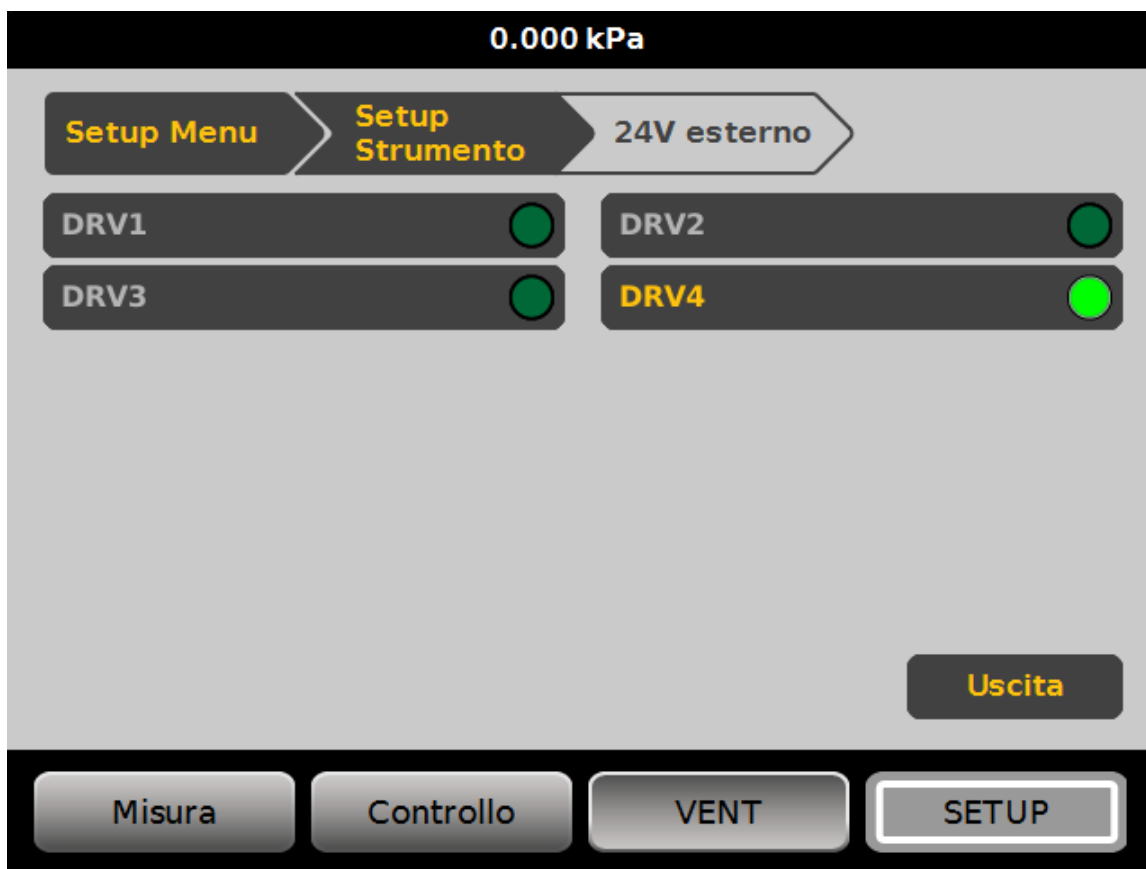 0.000 kPa
Setup Menu
Setup
Strumento
24V esterno
DRV1
DRV2
DRV3
DRV4
Uscita
Misura
Controllo
VENT
SETUP